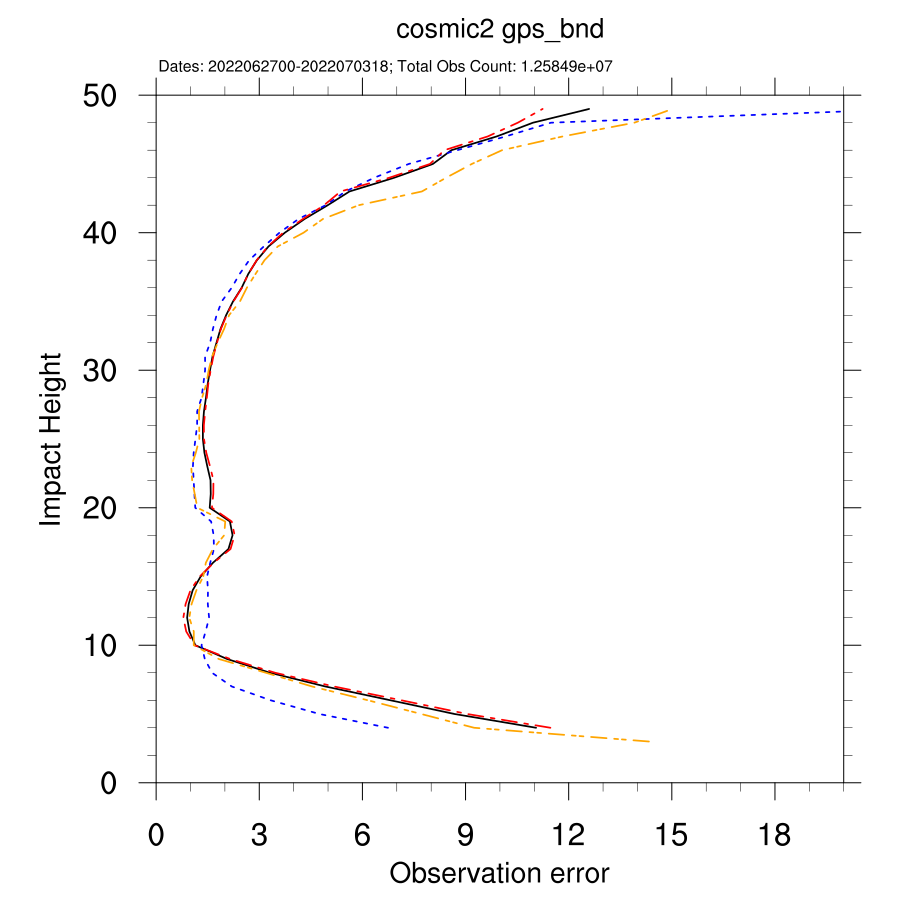 cosmic2 gps_bnd
Dates: 2022062700-2022070318; Total Obs Count: 1.25849e+07
50
40
30
20
10
0
Impact Height
0 3 6 9 12 15 18
Observation error